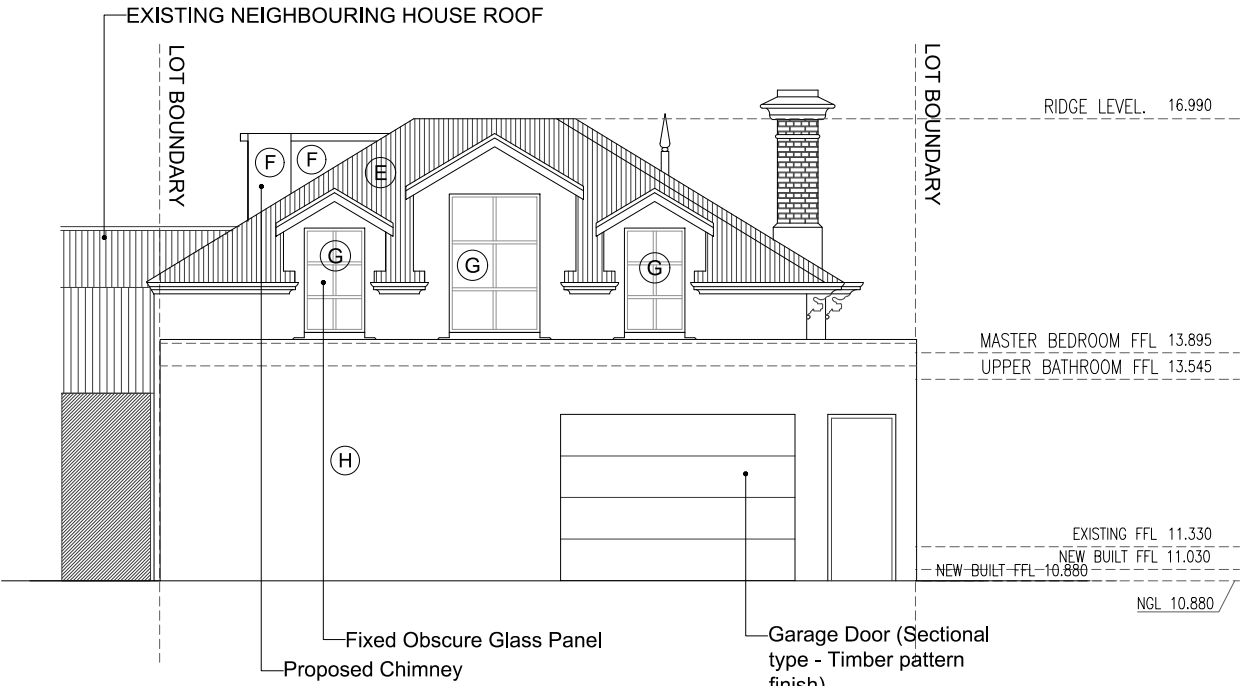 EXISTING NEIGHBOURING HOUSE ROOF
LOT BOUNDARY
LOT BOUNDARY
RIDGE LEVEL. 16.990
F
F
E
G
G
G
MASTER BEDROOM FFL 13.895
UPPER BATHROOM FFL 13.545
H
EXISTING FFL 11.330
NEW BUILT FFL 11.030
NEW BUILT FFL 10.880
NGL 10.880
Fixed Obscure Glass Panel
Proposed Chimney
Garage Door (Sectional
type - Timber pattern
finish)